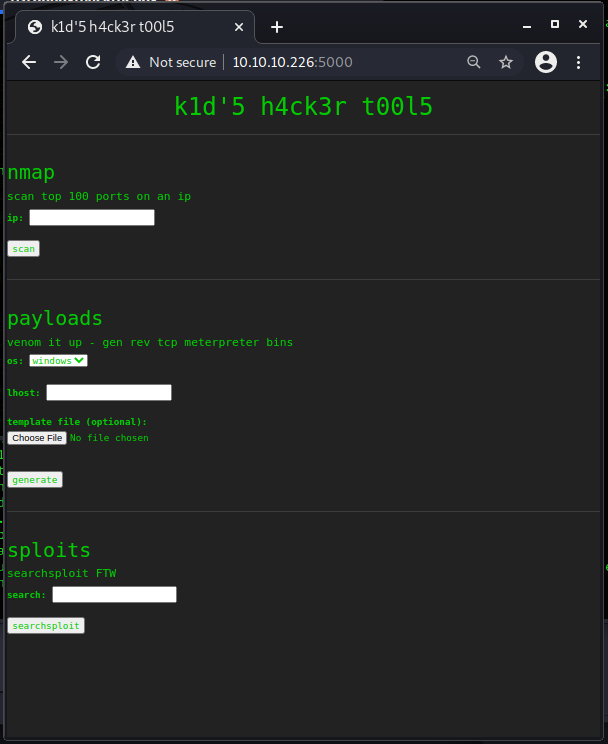 k1d'5 h4ck3r t00l5
Not secure 10.10.10.226:5000
k1d'5 h4ck3r t00l5
nmap
scan top 100 ports on an ip
ip:
scan
payloads
venom it up - gen rev tcp meterpreter bins
os: windows
lhost:
template file (optional):
Choose File No file chosen
generate
sploits
searchsploit FTW
search:
searchsploit